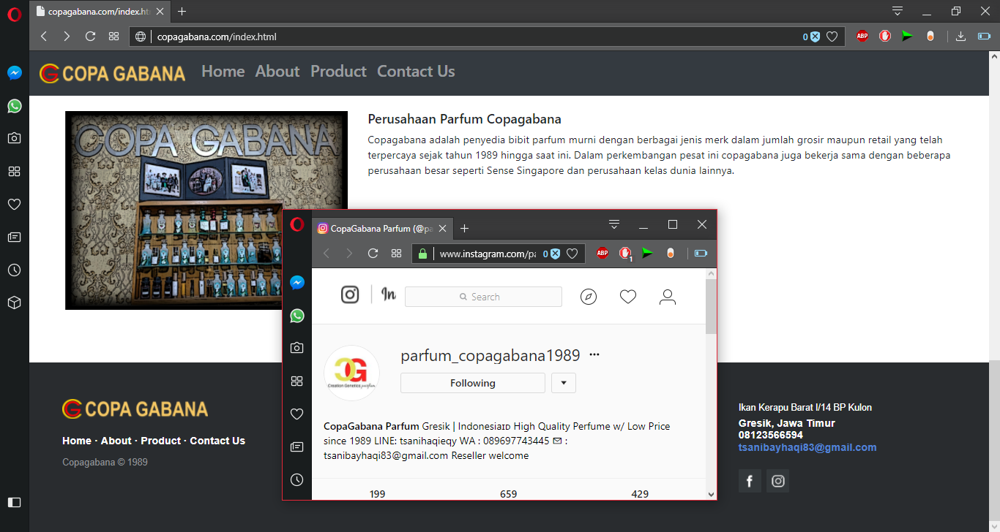 copagabana.com/index.ht
copagabana.com/index.html
0
ABP
COPA GABANA
Home
About
Product
Contact Us
COPA GABANA
Perusahaan Parfum Copagabana
Copagabana adalah penyedia bibit parfum murni dengan berbagai jenis merk dalam jumlah grosir maupun retail yang telah
terpercaya sejak tahun 1989 hingga saat ini. Dalam perkembangan pesat ini copagabana juga bekerja sama dengan beberapa
perusahaan besar seperti Sense Singapore dan perusahaan kelas dunia lainnya.
CopaGabana Parfum (@pa
www.instagram.com/pa
0
ABP
1
Search
Creation Genetics parfum
parfum_copagabana1989
Following
CopaGabana Parfum Gresik | Indonesiaɪᴅ High Quality Perfume w/ Low Price
since 1989 LINE: tsanihaqieqy WA : 089697743445 ✉ :
tsanibayhaqi83@gmail.com Reseller welcome
199 659 429
COPA GABANA
Home · About · Product · Contact Us
Copagabana © 1989
Ikan Kerapu Barat I/14 BP Kulon
Gresik, Jawa Timur
08123566594
tsanibayhaqi83@gmail.com